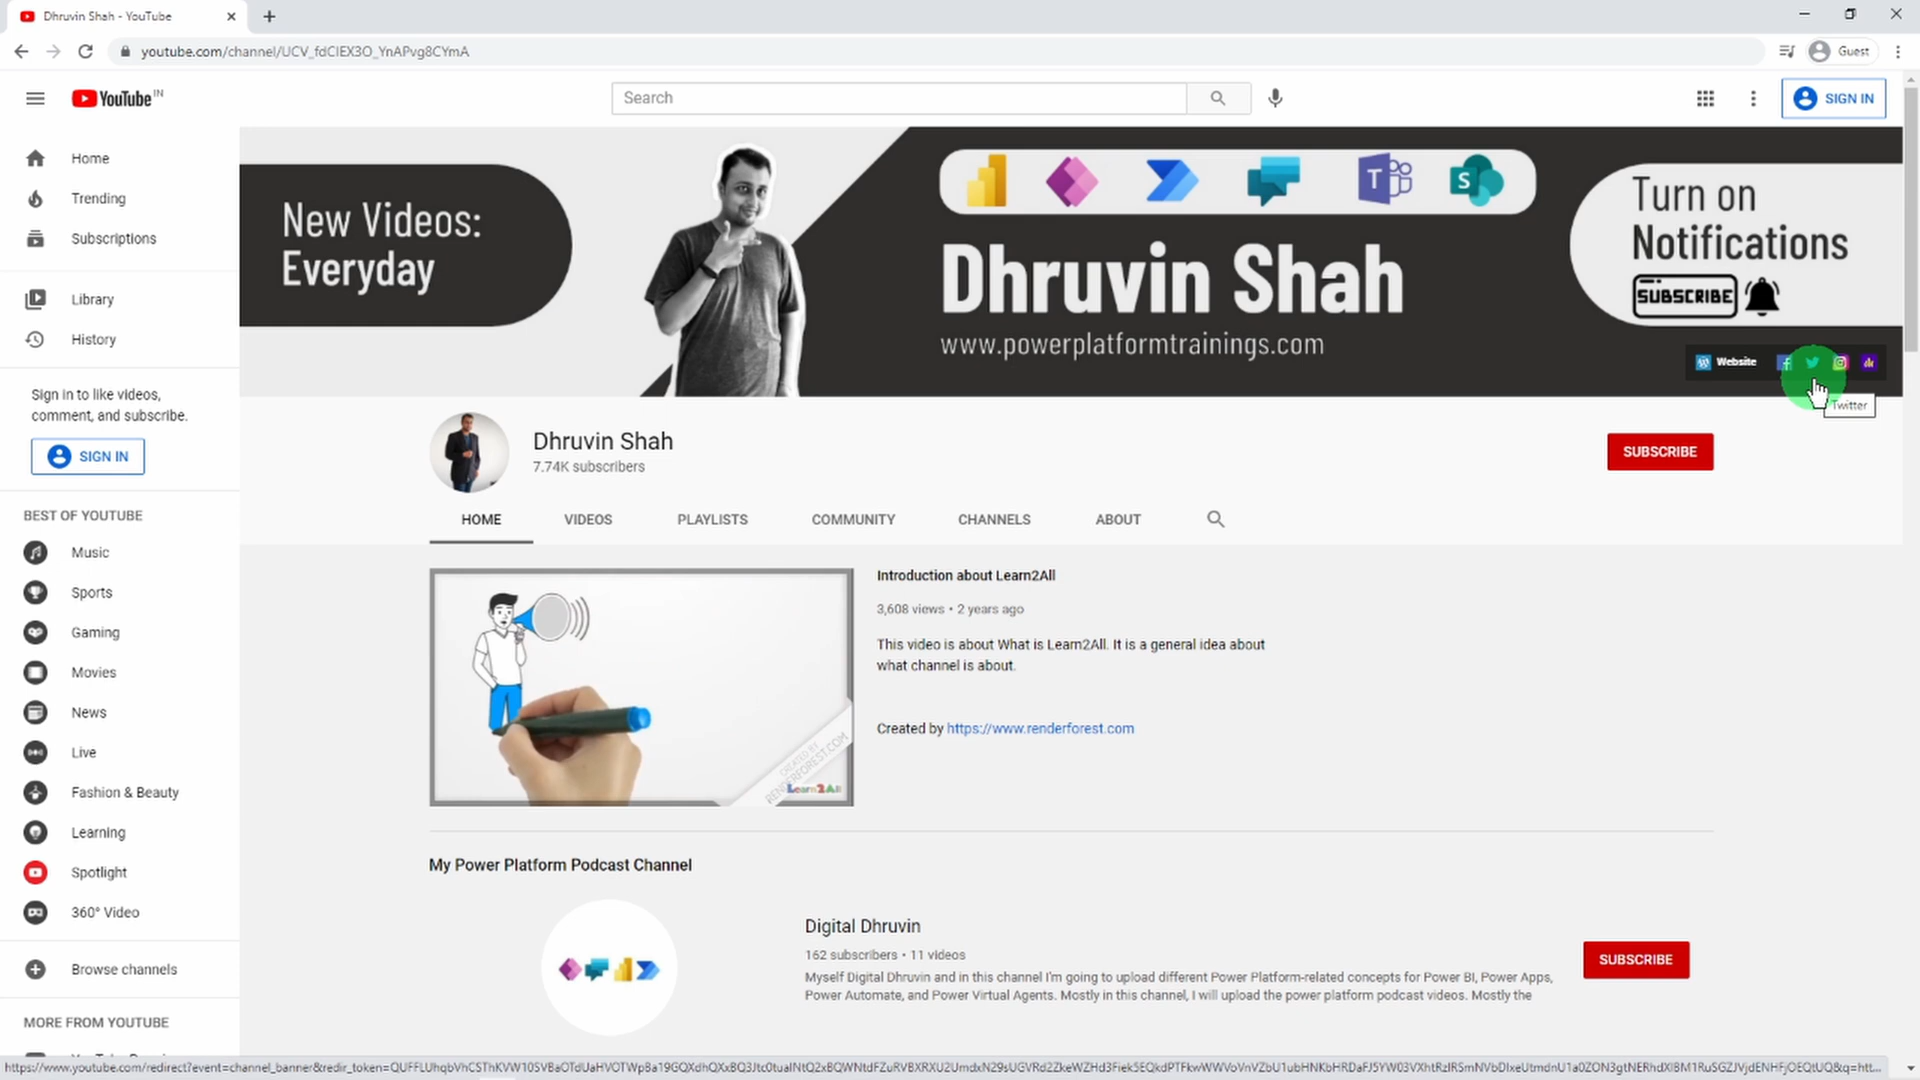 Dhruvin Shah - YouTube
youtube.com/channel/UCV_fdCIEX3O_YnAPvg8CYmA
Guest
YouTube IN
Search
SIGN IN
Home
Trending
Subscriptions
Library
History
Sign in to like videos,
comment, and subscribe.
SIGN IN
BEST OF YOUTUBE
Music
Sports
Gaming
Movies
News
Live
Fashion & Beauty
Learning
Spotlight
360° Video
Browse channels
MORE FROM YOUTUBE
New Videos:
Everyday
Dhruvin Shah
www.powerplatformtrainings.com
Turn on
Notifications
SUBSCRIBE
Website
Twitter
Dhruvin Shah
7.74K subscribers
SUBSCRIBE
HOME VIDEOS PLAYLISTS COMMUNITY CHANNELS ABOUT
CREATED BY
RENDERFOREST.COM
Learn2All
Introduction about Learn2All
3,608 views • 2 years ago
This video is about What is Learn2All. It is a general idea about
what channel is about.
Created by https://www.renderforest.com
My Power Platform Podcast Channel
Digital Dhruvin
162 subscribers • 11 videos
Myself Digital Dhruvin and in this channel I'm going to upload different Power Platform-related concepts for Power BI, Power Apps,
Power Automate, and Power Virtual Agents. Mostly in this channel, I will upload the power platform podcast videos. Mostly the
SUBSCRIBE